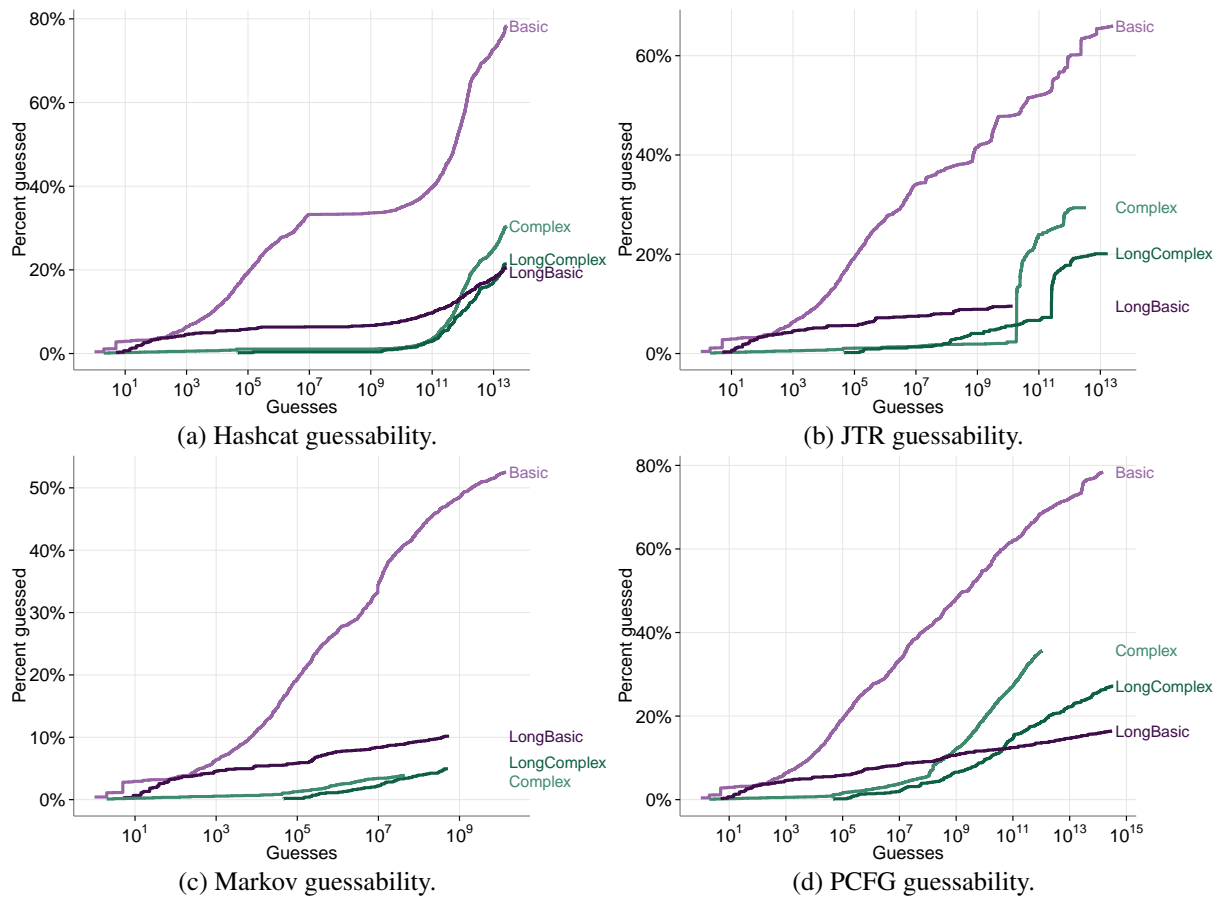 80%
60%
40%
20%
0%
Percent guessed
Basic
Complex
LongComplex
LongBasic
10^1 10^3 10^5 10^7 10^9 10^11 10^13
Guesses
(a) Hashcat guessability.
60%
40%
20%
0%
Percent guessed
Basic
Complex
LongComplex
LongBasic
10^1 10^3 10^5 10^7 10^9 10^11 10^13
Guesses
(b) JTR guessability.
50%
40%
30%
20%
10%
0%
Percent guessed
Basic
LongBasic
LongComplex
Complex
10^1 10^3 10^5 10^7 10^9
Guesses
(c) Markov guessability.
80%
60%
40%
20%
0%
Percent guessed
Basic
Complex
LongComplex
LongBasic
10^1 10^3 10^5 10^7 10^9 10^11 10^13 10^15
Guesses
(d) PCFG guessability.